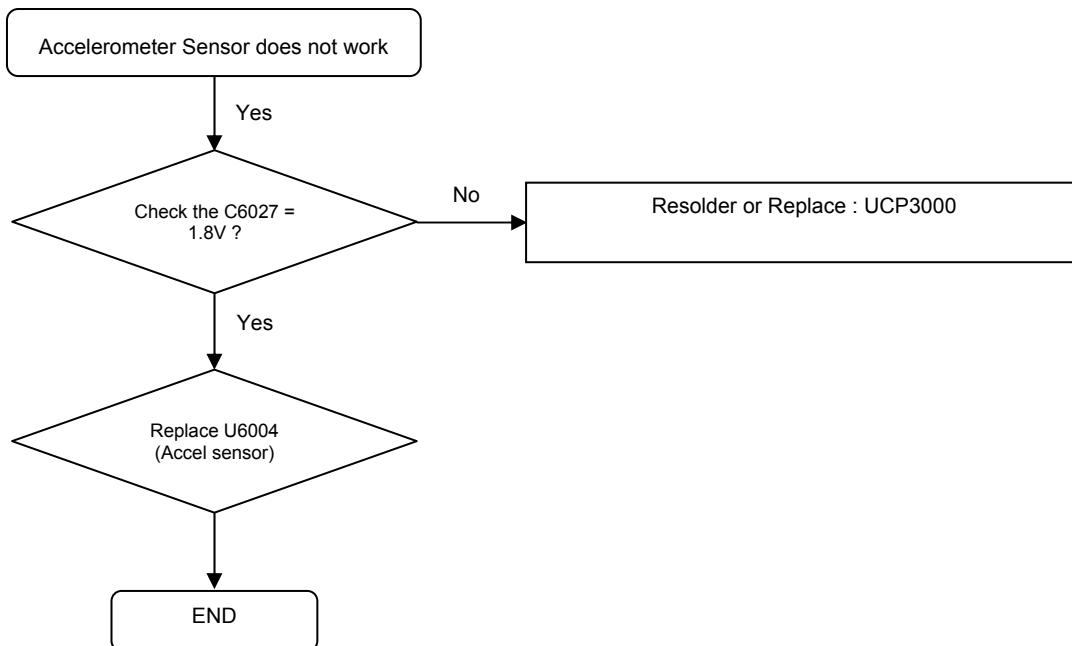 Accelerometer Sensor does not work
Yes
Check the C6027 =
1.8V ?
No
Resolder or Replace : UCP3000
Yes
Replace U6004
(Accel sensor)
END